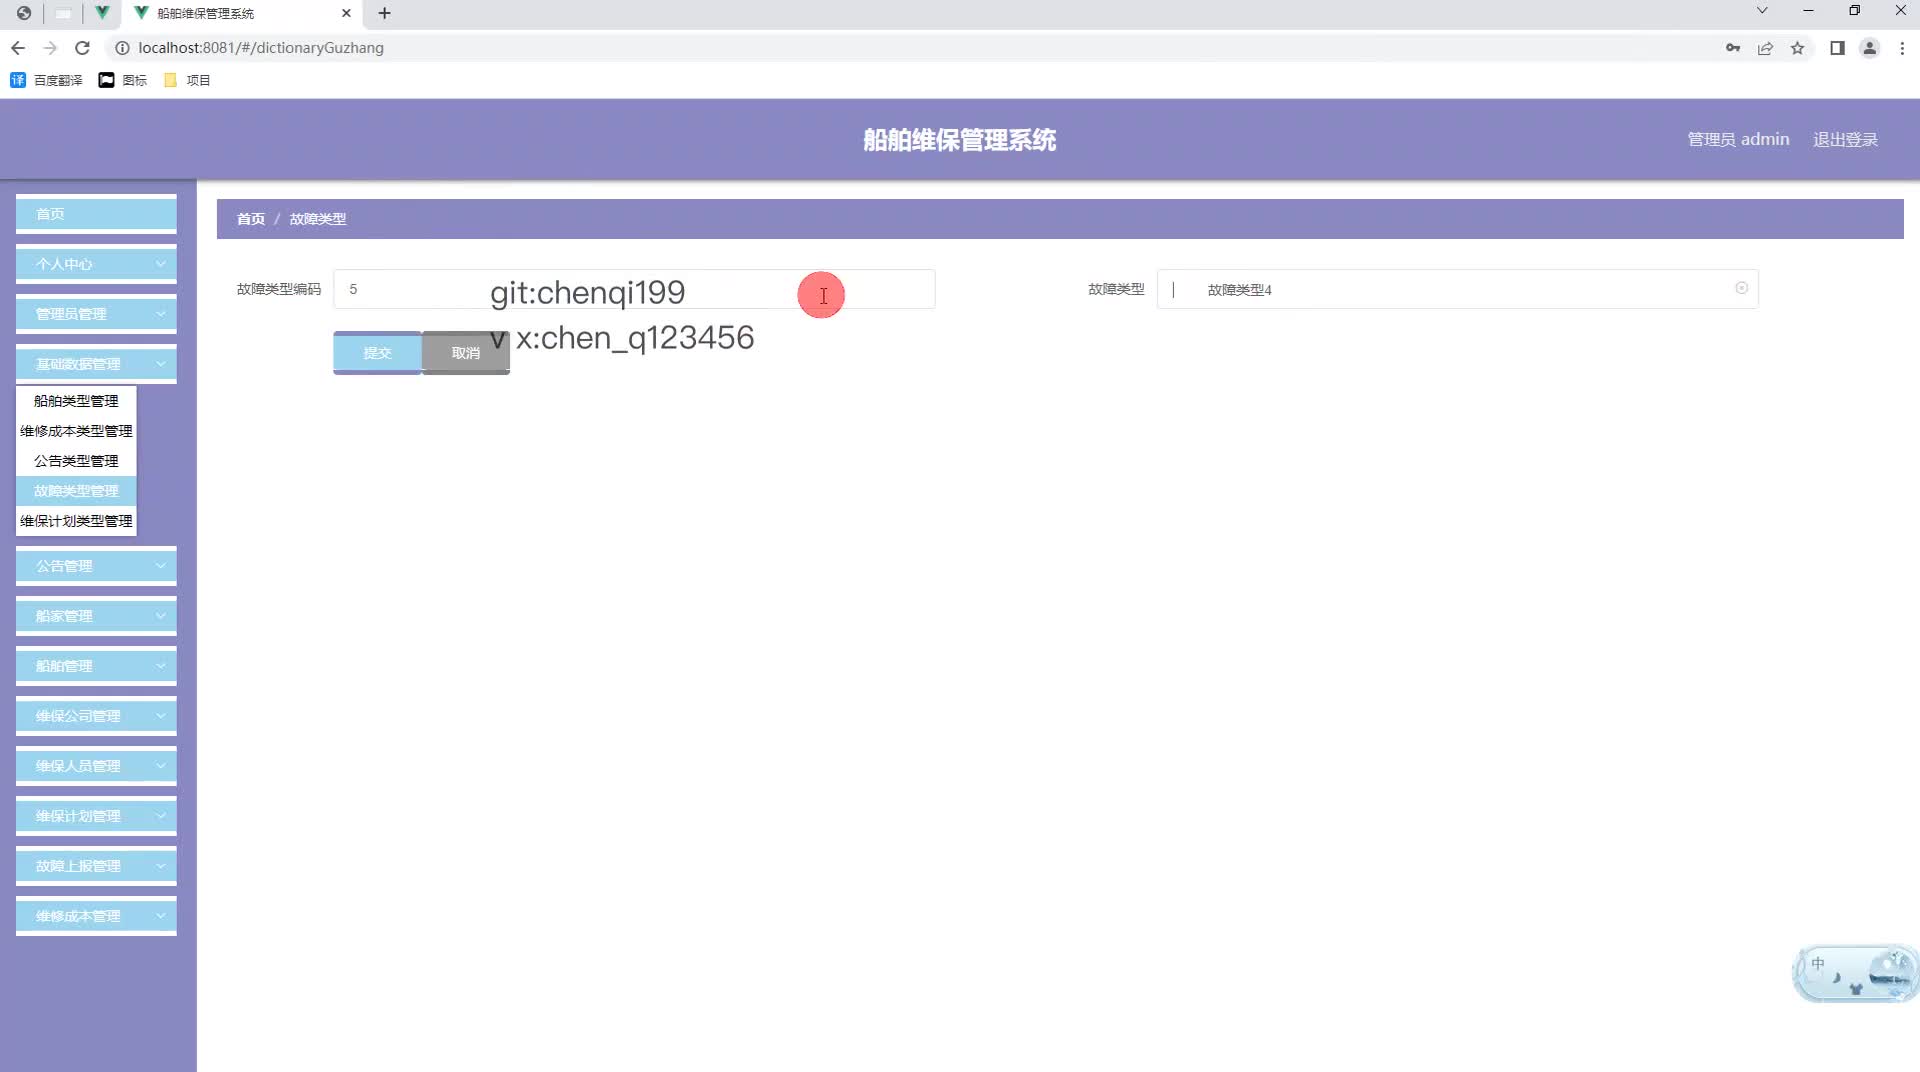 船舶维保管理系统
localhost:8081/#/dictionaryGuzhang
百度翻译 图标 项目
船舶维保管理系统
管理员 admin 退出登录
首页
个人中心
管理员管理
基础数据管理
船舶类型管理
维修成本类型管理
公告类型管理
故障类型管理
维保计划类型管理
公告管理
船家管理
船舶管理
维保公司管理
维保人员管理
维保计划管理
故障上报管理
维修成本管理
首页 / 故障类型
故障类型编码 5
故障类型 故障类型4
提交 取消
git:chenqi199
v x:chen_q123456
中